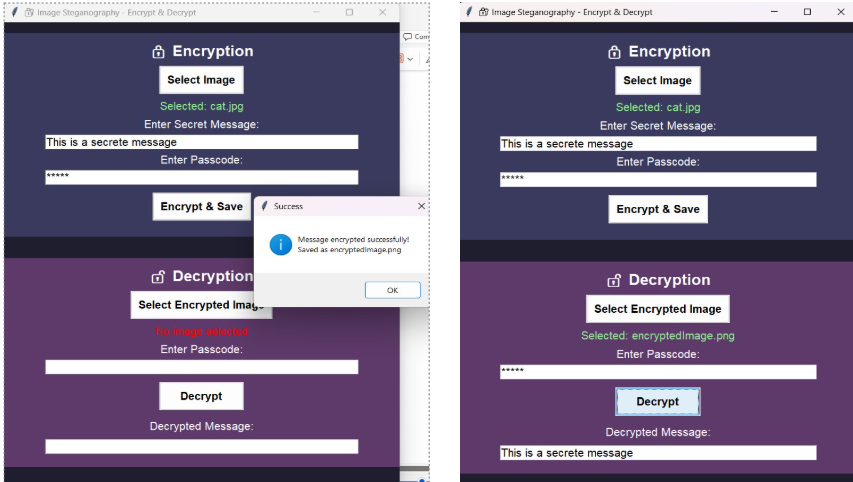 Image Steganography - Encrypt & Decrypt
Encryption
Select Image
Selected: cat.jpg
Enter Secret Message:
This is a secrete message
Enter Passcode:
*****
Encrypt & Save
Success
Message encrypted successfully!
Saved as encryptedImage.png
OK
Decryption
Select Encrypted Image
No image selected
Enter Passcode:
Decrypt
Decrypted Message:
Image Steganography - Encrypt & Decrypt
Encryption
Select Image
Selected: cat.jpg
Enter Secret Message:
This is a secrete message
Enter Passcode:
*****
Encrypt & Save
Decryption
Select Encrypted Image
Selected: encryptedImage.png
Enter Passcode:
*****
Decrypt
Decrypted Message:
This is a secrete message